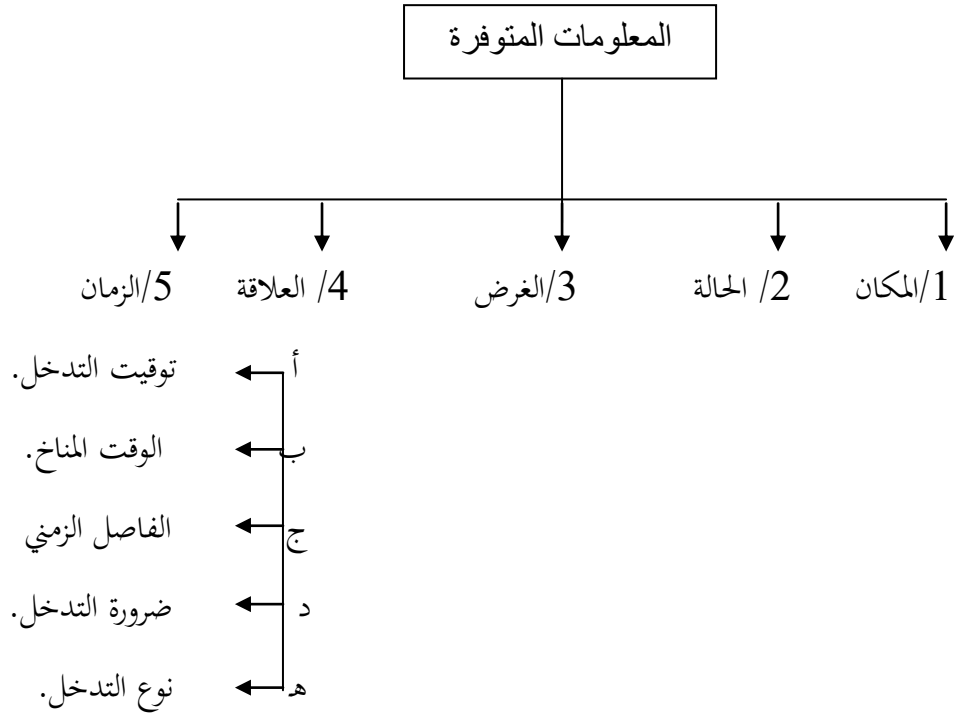 المعلومات المتوفرة
1/المكان 2/ الحالة 3/الغرض 4/ العلاقة 5/الزمان
أ توقيت التدخل.
ب الوقت المناخ.
ج الفاصل الزمني
د ضرورة التدخل.
هـ نوع التدخل.